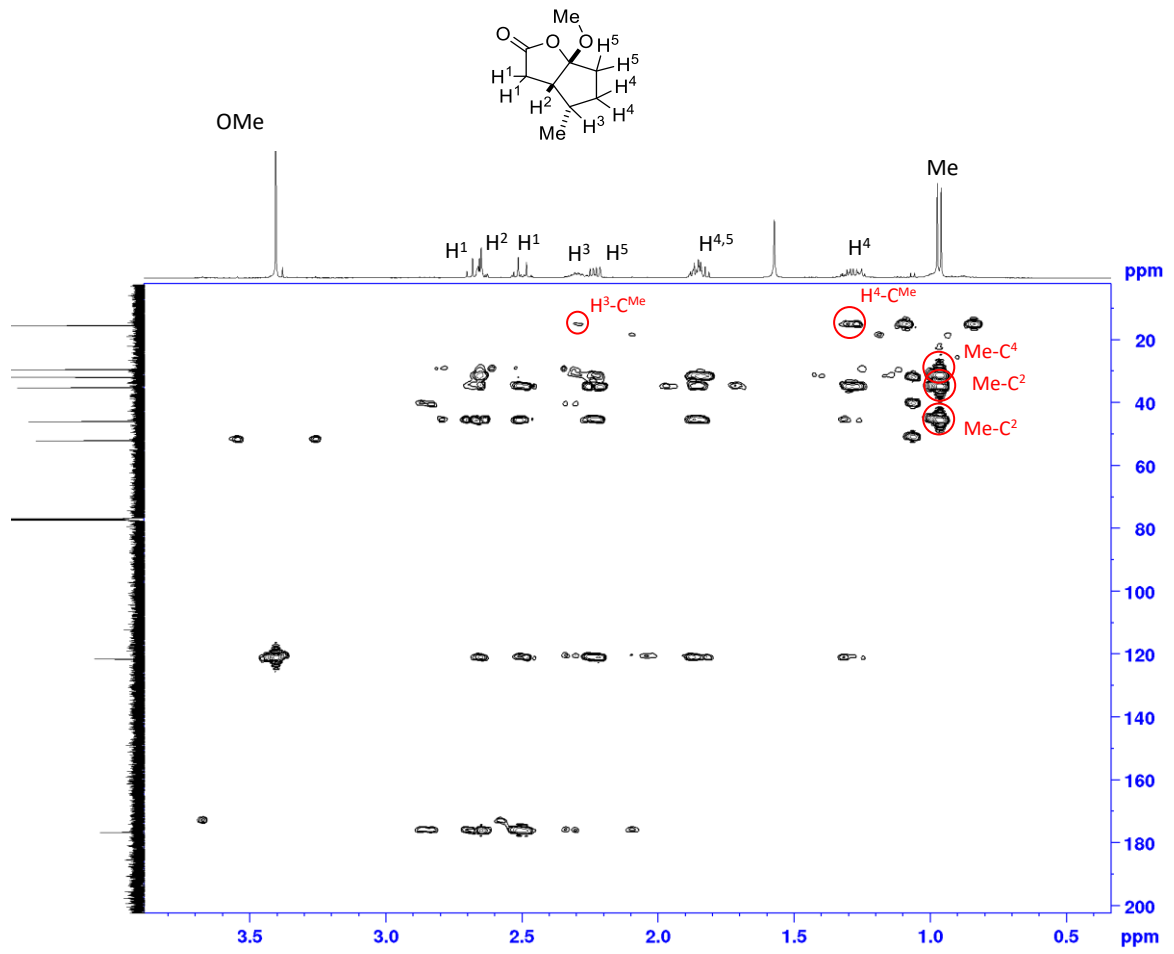 Me
O O O H⁵
H⁵
H¹ H⁴
H¹ H² H⁴
Me H³
OMe
Me
H¹ H² H¹ H³ H⁵ H⁴,⁵ H⁴
ppm
H³-Cᴹᵉ H⁴-Cᴹᵉ
20
Me-C⁴
Me-C²
40
Me-C²
60
80
100
120
140
160
180
200
3.5 3.0 2.5 2.0 1.5 1.0 0.5 ppm